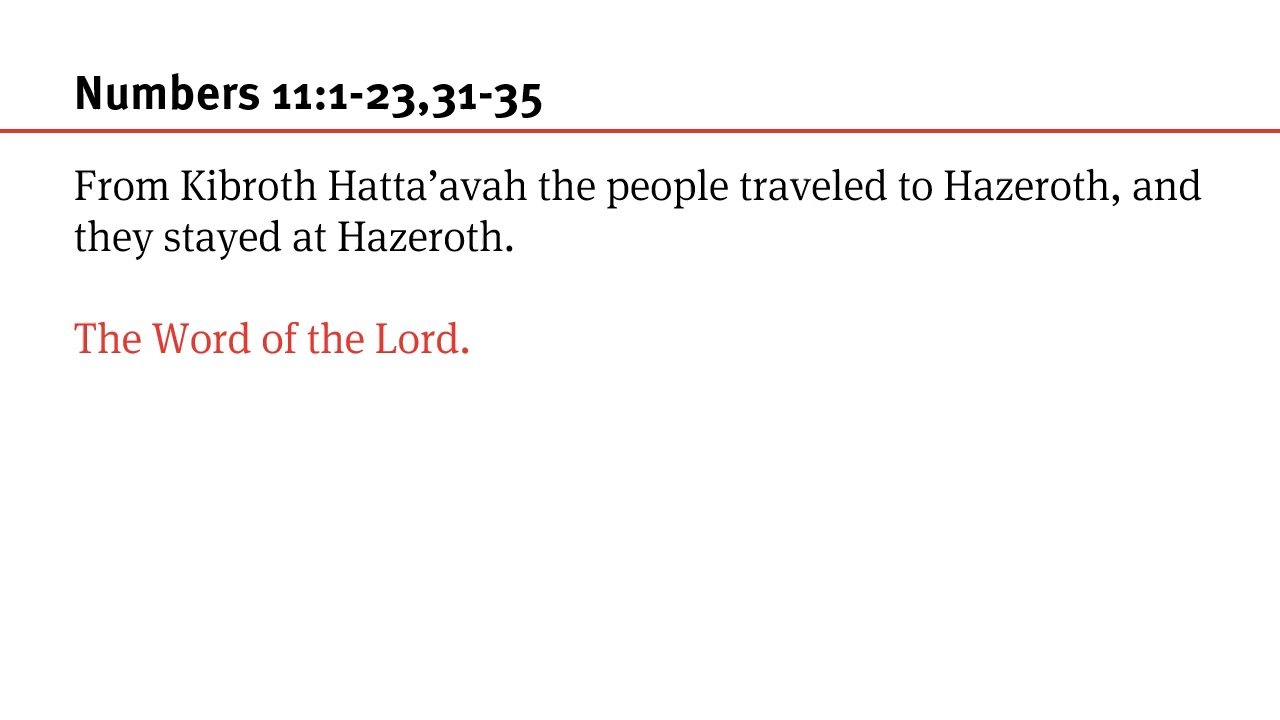 Numbers 11:1-23,31-35
From Kibroth Hatta’avah the people traveled to Hazeroth, and
they stayed at Hazeroth.
The Word of the Lord.